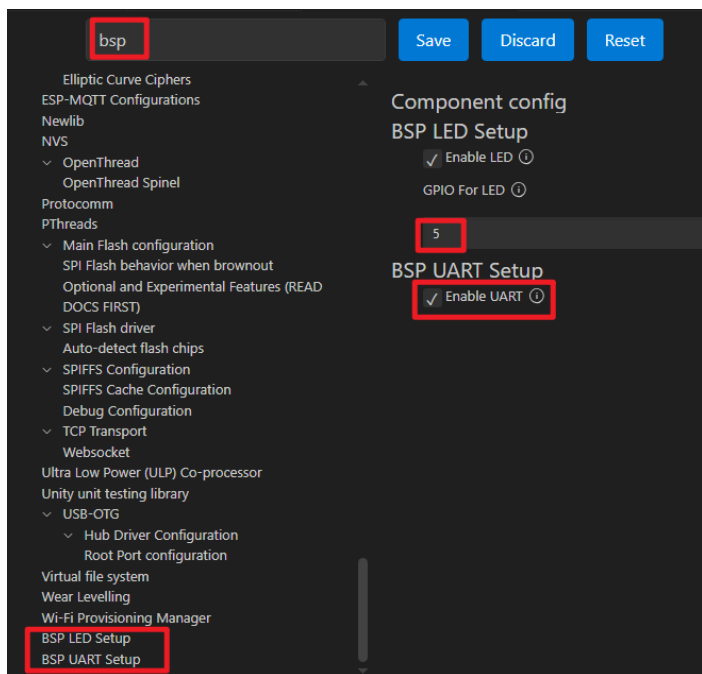 bsp
Save
Discard
Reset
Elliptic Curve Ciphers
ESP-MQTT Configurations
Newlib
NVS
OpenThread
OpenThread Spinel
Protocomm
PThreads
Main Flash configuration
SPI Flash behavior when brownout
Optional and Experimental Features (READ
DOCS FIRST)
SPI Flash driver
Auto-detect flash chips
SPIFFS Configuration
SPIFFS Cache Configuration
Debug Configuration
TCP Transport
Websocket
Ultra Low Power (ULP) Co-processor
Unity unit testing library
USB-OTG
Hub Driver Configuration
Root Port configuration
Virtual file system
Wear Levelling
Wi-Fi Provisioning Manager
BSP LED Setup
BSP UART Setup
Component config
BSP LED Setup
Enable LED
GPIO For LED
5
BSP UART Setup
Enable UART